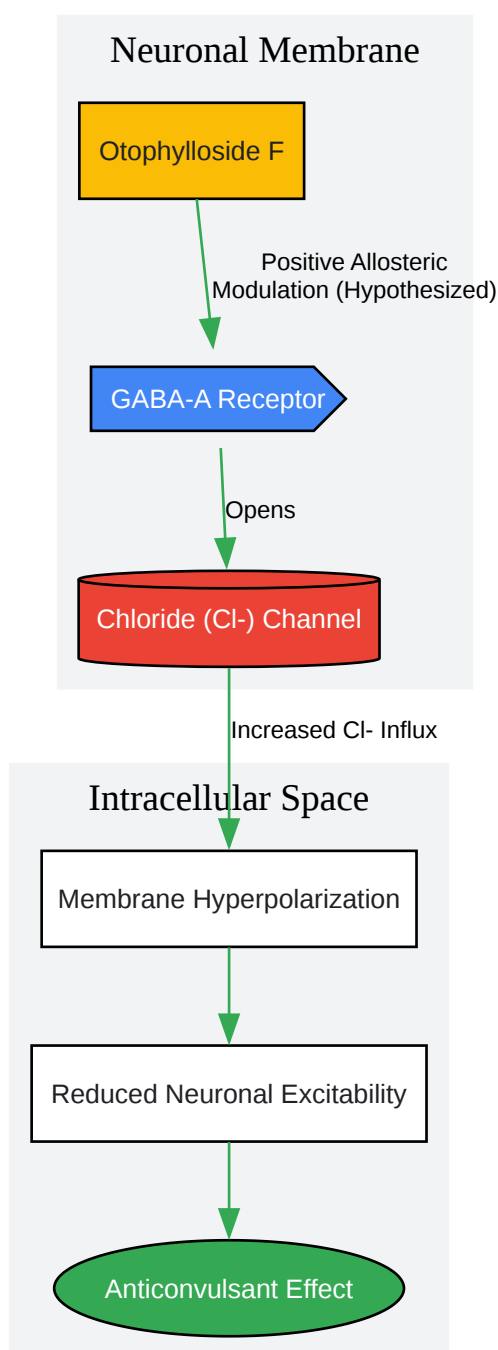 Neuronal Membrane
Otophylloside F
Positive Allosteric
Modulation (Hypothesized)
GABA-A Receptor
Opens
Chloride (Cl-) Channel
Increased Cl- Influx
Intracellular Space
Membrane Hyperpolarization
Reduced Neuronal Excitability
Anticonvulsant Effect